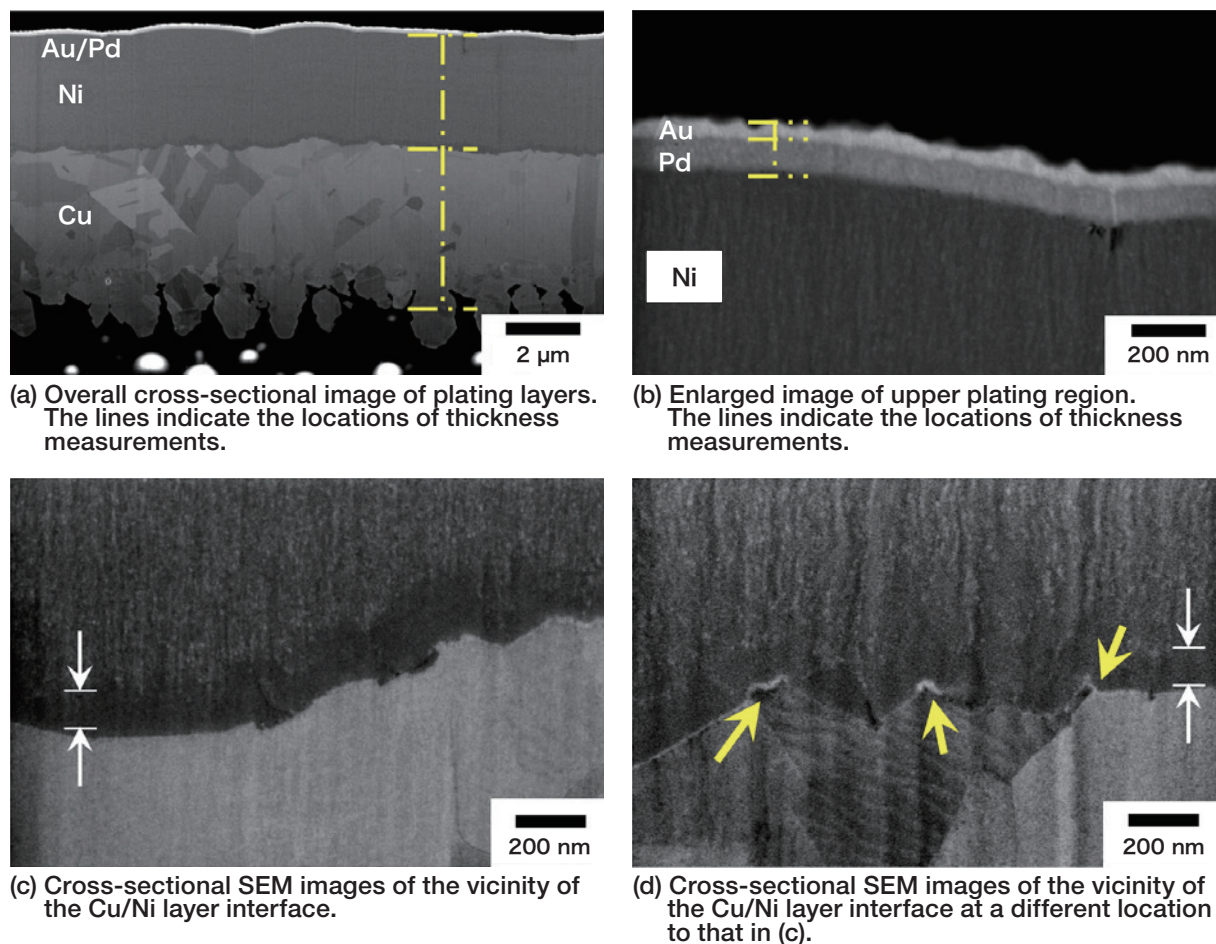 Au/Pd
Ni
Cu
2 µm
(a) Overall cross-sectional image of plating layers.
The lines indicate the locations of thickness
measurements.
Au
Pd
Ni
200 nm
(b) Enlarged image of upper plating region.
The lines indicate the locations of thickness
measurements.
200 nm
(c) Cross-sectional SEM images of the vicinity of
the Cu/Ni layer interface.
200 nm
(d) Cross-sectional SEM images of the vicinity of
the Cu/Ni layer interface at a different location
to that in (c).